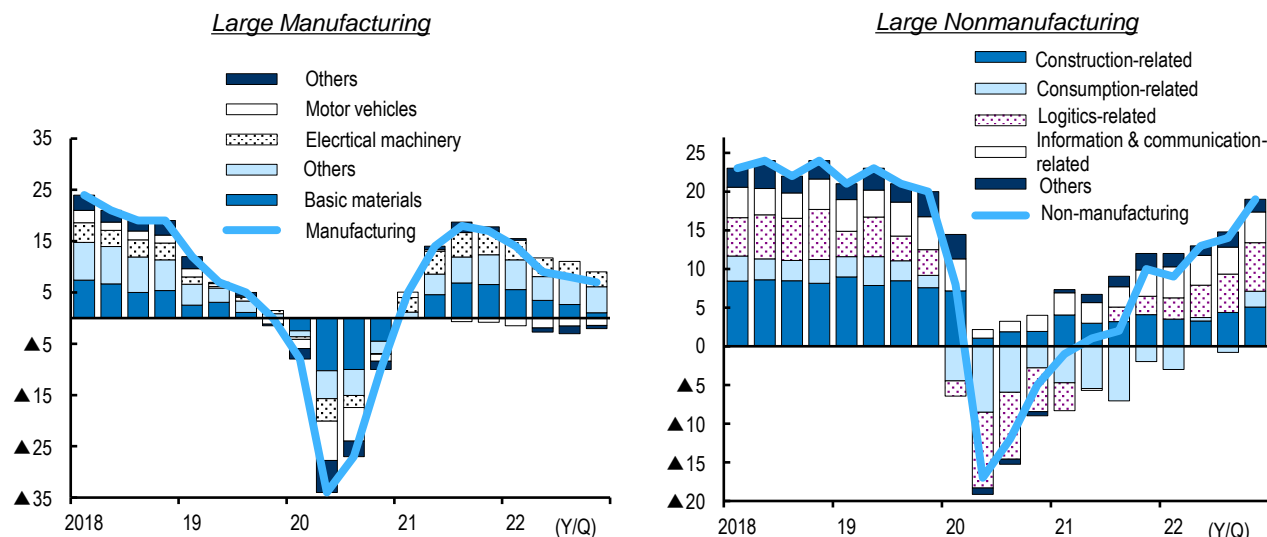 Large Manufacturing
Others
Motor vehicles
Elecrtical machinery
Others
Basic materials
Manufacturing
35
25
15
5
▲5
▲15
▲25
▲35
2018 19 20 21 22 (Y/Q)
Large Nonmanufacturing
Construction-related
Consumption-related
Logitics-related
Information & communication-
related
Others
Non-manufacturing
25
20
15
10
5
0
▲5
▲10
▲15
▲20
2018 19 20 21 22 (Y/Q)